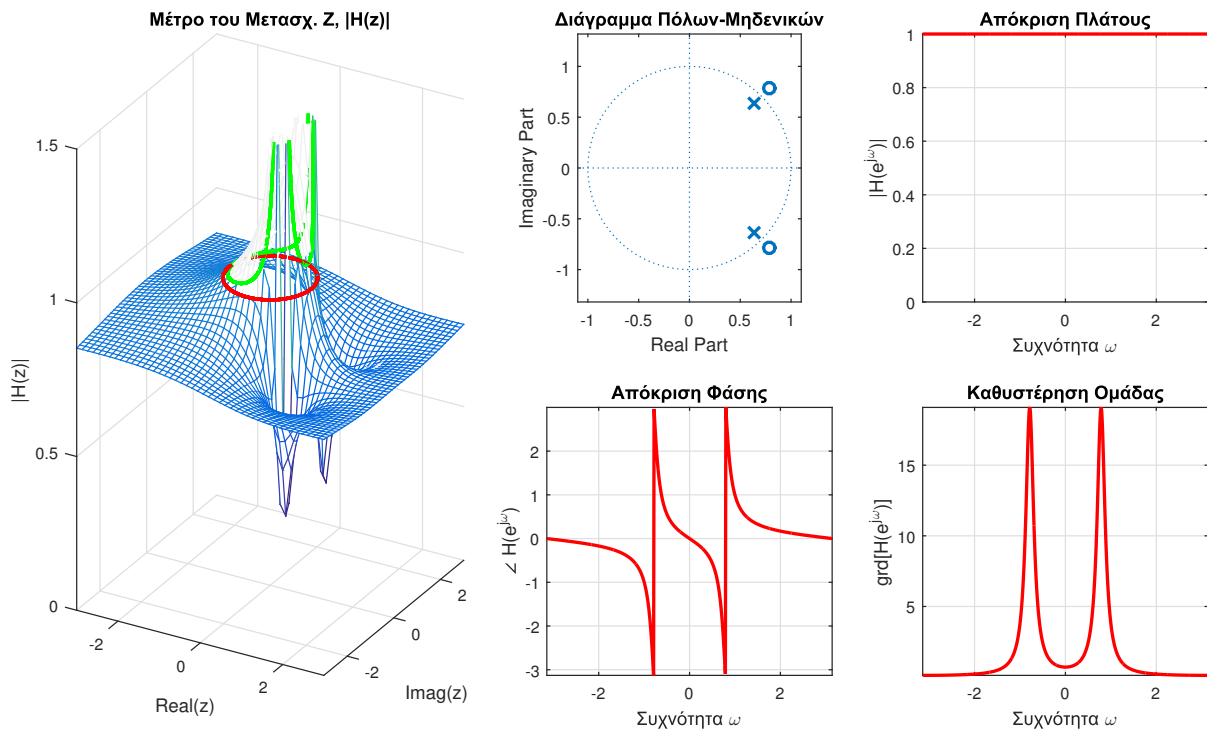 Μέτρο του Μετασχ. Ζ, |H(z)|
1.5
1
0.5
0
|H(z)|
-2
0
2
Real(z)
-2
0
2
Imag(z)
Διάγραμμα Πόλων-Μηδενικών
1
0.5
0
-0.5
-1
Imaginary Part
-1
-0.5
0
0.5
1
Real Part
Απόκριση Πλάτους
1
0.8
0.6
0.4
0.2
0
|H(e^{jω})|
-2
0
2
Συχνότητα ω
Απόκριση Φάσης
2
1
0
-1
-2
-3
∠ H(e^{jω})
-2
0
2
Συχνότητα ω
Καθυστέρηση Ομάδας
15
10
5
grd[H(e^{jω})]
-2
0
2
Συχνότητα ω